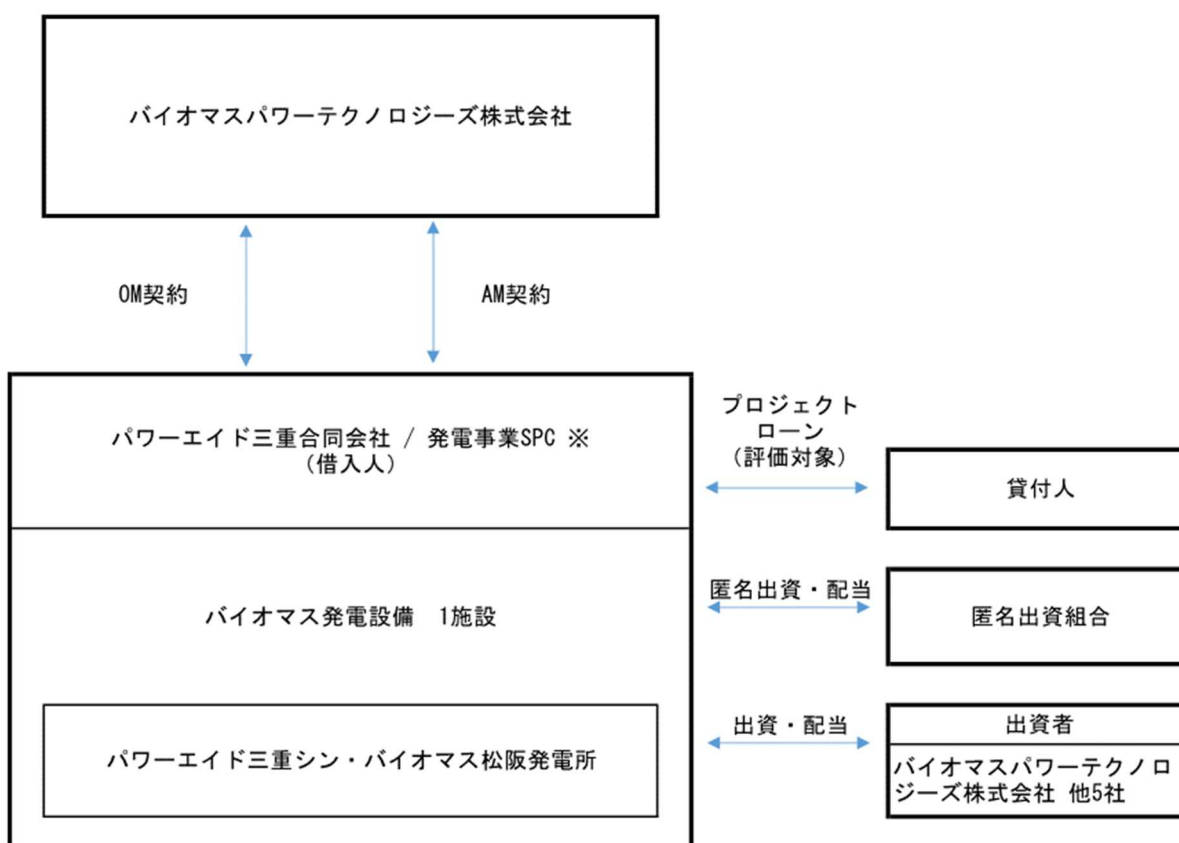 バイオマスパワーテクノロジーズ株式会社
OM契約
AM契約
パワーエイド三重合同会社 / 発電事業SPC ※
(借入人)
プロジェクト
ローン
(評価対象)
貸付人
バイオマス発電設備　1施設
匿名出資・配当
匿名出資組合
パワーエイド三重シン・バイオマス松阪発電所
出資・配当
出資者
バイオマスパワーテクノロ
ジーズ株式会社 他5社